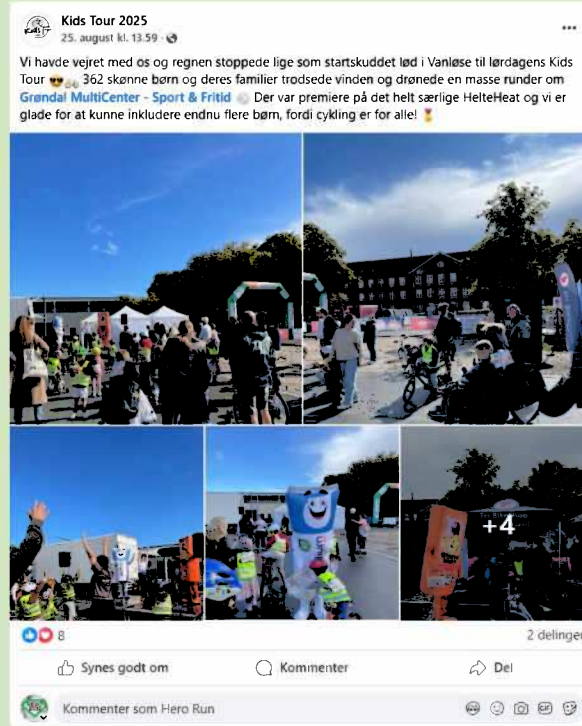 Kids Tour 2025
25. august kl. 13.59 ·
Vi havde vejret med os og regnen stoppede lige som startskuddet lød i Vanløse til lørdagens Kids
Tour 😎🚲 362 skønne børn og deres familier trodsede vinden og drønede en masse runder om
Grøndal MultiCenter - Sport & Fritid Der var premiere på det helt særlige HelteHeat og vi er
glade for at kunne inkludere endnu flere børn, fordi cykling er for alle! 🏅
+4
8
2 delinger
Synes godt om
Kommenter
Del
Kommenter som Hero Run
GIF